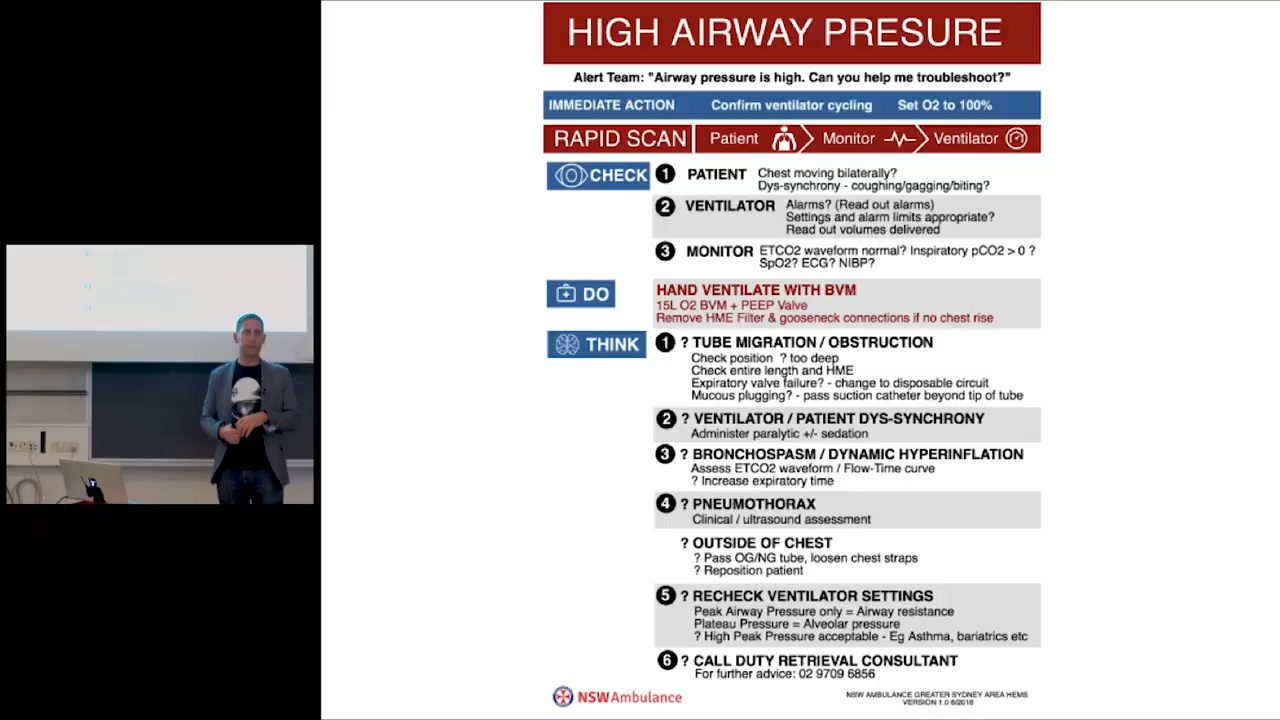 HIGH AIRWAY PRESURE
Alert Team: "Airway pressure is high. Can you help me troubleshoot?"
IMMEDIATE ACTION Confirm ventilator cycling Set O2 to 100%
RAPID SCAN Patient Monitor Ventilator
CHECK 1 PATIENT Chest moving bilaterally?
Dys-synchrony - coughing/gagging/biting?
2 VENTILATOR Alarms? (Read out alarms)
Settings and alarm limits appropriate?
Read out volumes delivered
3 MONITOR ETCO2 waveform normal? Inspiratory pCO2 > 0 ?
SpO2? ECG? NIBP?
DO HAND VENTILATE WITH BVM
15L O2 BVM + PEEP Valve
Remove HME Filter & gooseneck connections if no chest rise
THINK 1 ? TUBE MIGRATION / OBSTRUCTION
Check position ? too deep
Check entire length and HME
Expiratory valve failure? - change to disposable circuit
Mucous plugging? - pass suction catheter beyond tip of tube
2 ? VENTILATOR / PATIENT DYS-SYNCHRONY
Administer paralytic +/- sedation
3 ? BRONCHOSPASM / DYNAMIC HYPERINFLATION
Assess ETCO2 waveform / Flow-Time curve
? Increase expiratory time
4 ? PNEUMOTHORAX
Clinical / ultrasound assessment
? OUTSIDE OF CHEST
? Pass OG/NG tube, loosen chest straps
? Reposition patient
5 ? RECHECK VENTILATOR SETTINGS
Peak Airway Pressure only = Airway resistance
Plateau Pressure = Alveolar pressure
? High Peak Pressure acceptable - Eg Asthma, bariatrics etc
6 ? CALL DUTY RETRIEVAL CONSULTANT
For further advice: 02 9709 6856
NSW Ambulance
NSW AMBULANCE GREATER SYDNEY AREA HEMS
VERSION 1.0 6/2016